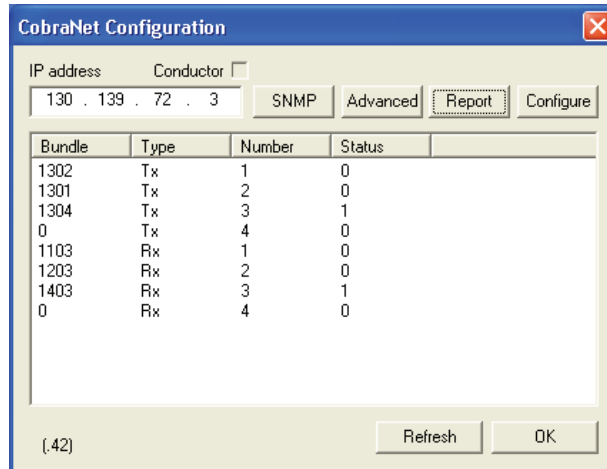 CobraNet Configuration
IP address Conductor
130 . 139 . 72 . 3 SNMP Advanced Report Configure
Bundle Type Number Status
1302 Tx 1 0
1301 Tx 2 0
1304 Tx 3 1
0 Tx 4 0
1103 Rx 1 0
1203 Rx 2 0
1403 Rx 3 1
0 Rx 4 0
(.42) Refresh OK